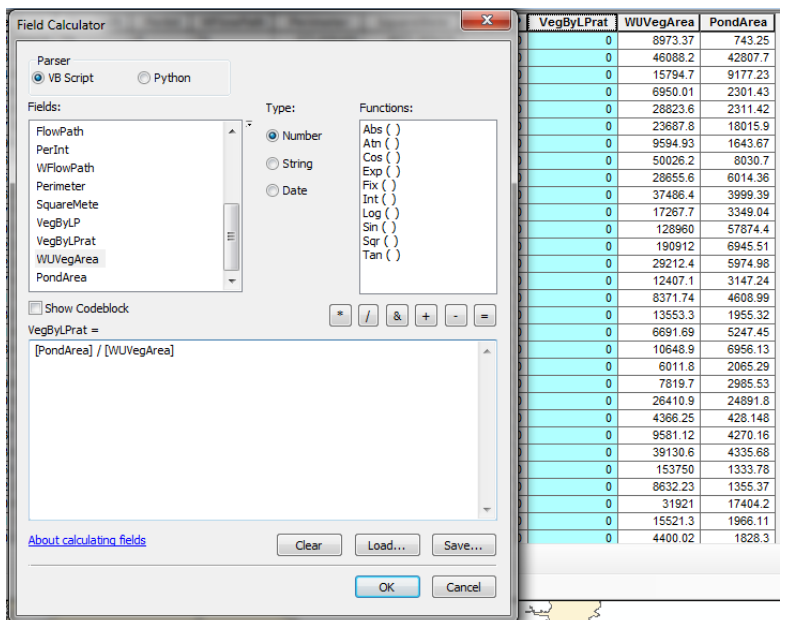 Field Calculator
Parser
VB Script Python
Fields: Type: Functions:
FlowPath
PerInt
WFlowPath
Perimeter
SquareMete
VegByLP
VegByLPrat
WUVegArea
PondArea
Number
String
Date
Abs ( )
Atn ( )
Cos ( )
Exp ( )
Fix ( )
Int ( )
Log ( )
Sin ( )
Sqr ( )
Tan ( )
Show Codeblock
* / & + - =
VegByLPrat =
[PondArea] / [WUVegArea]
About calculating fields
Clear Load... Save...
OK Cancel
VegByLPrat WUVegArea PondArea
0 8973.37 743.25
0 46088.2 42807.7
0 15794.7 9177.23
0 6950.01 2301.43
0 28823.6 2311.42
0 23687.8 18015.9
0 9594.93 1643.67
0 50026.2 8030.7
0 28655.6 6014.36
0 37486.4 3999.39
0 17267.7 3349.04
0 128960 57874.4
0 190912 6945.51
0 29212.4 5974.98
0 12407.1 3147.24
0 8371.74 4608.99
0 13553.3 1955.32
0 6691.69 5247.45
0 10648.9 6956.13
0 6011.8 2065.29
0 7819.7 2985.53
0 26410.9 24891.8
0 4366.25 428.148
0 9581.12 4270.16
0 39130.6 4335.68
0 153750 1333.78
0 8632.23 1355.37
0 31921 17404.2
0 15521.3 1966.11
0 4400.02 1828.3